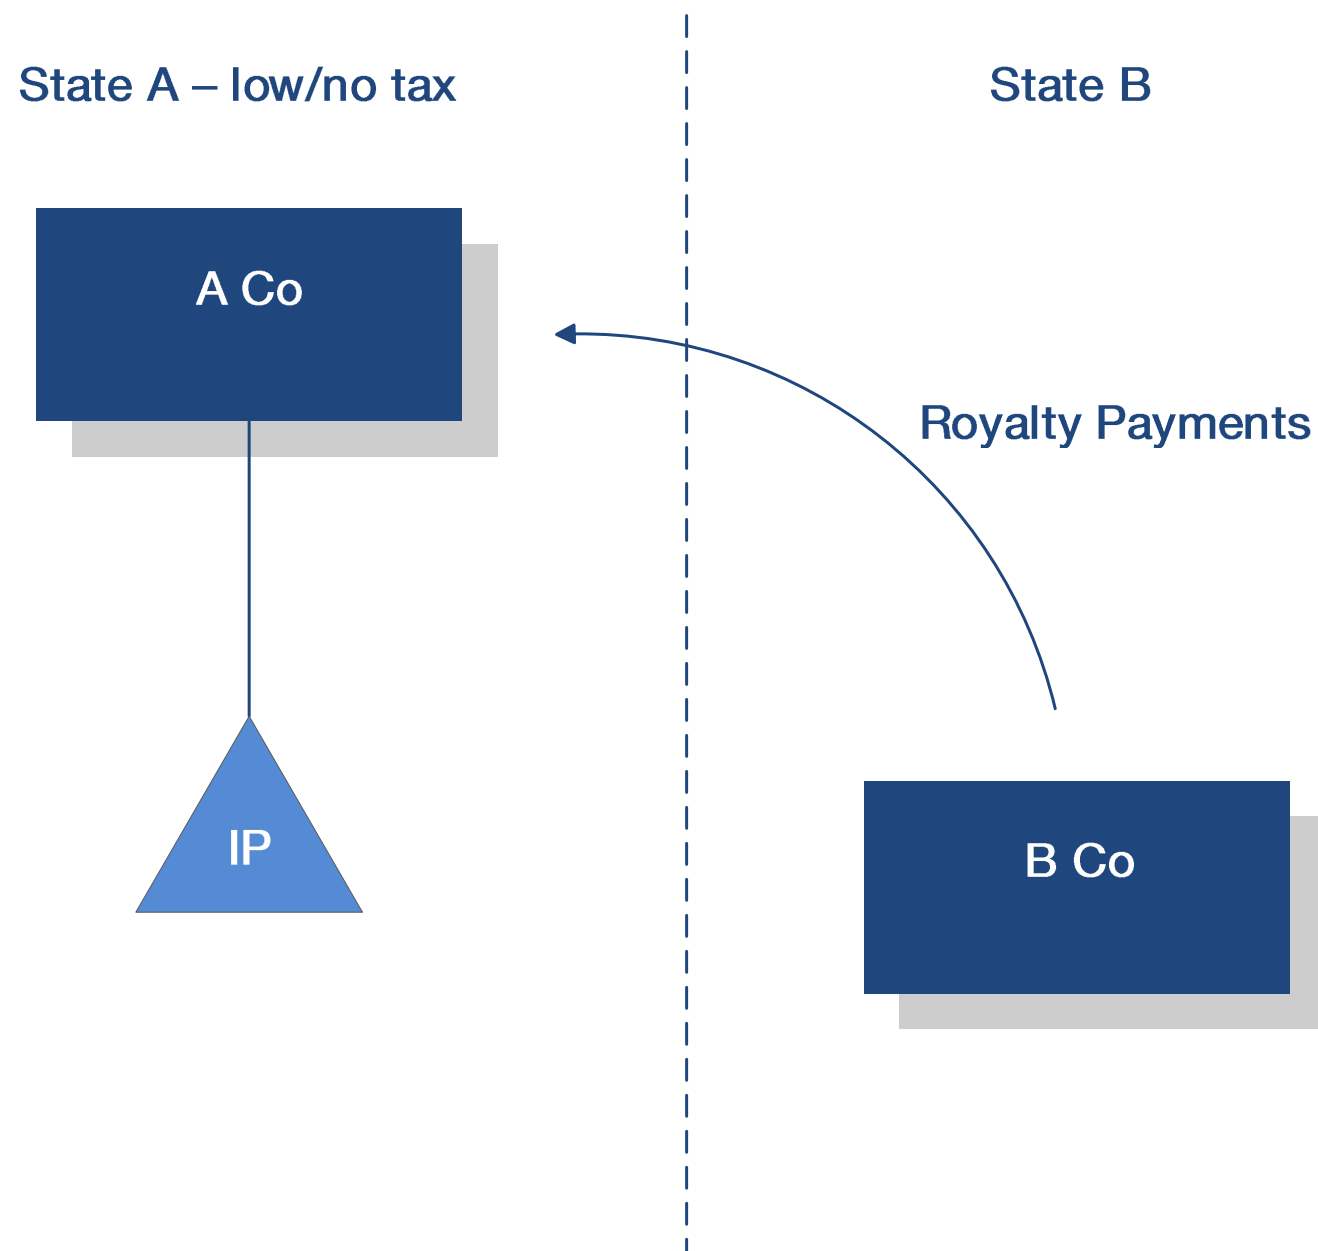 State A – low/no tax
State B
A Co
Royalty Payments
IP
B Co